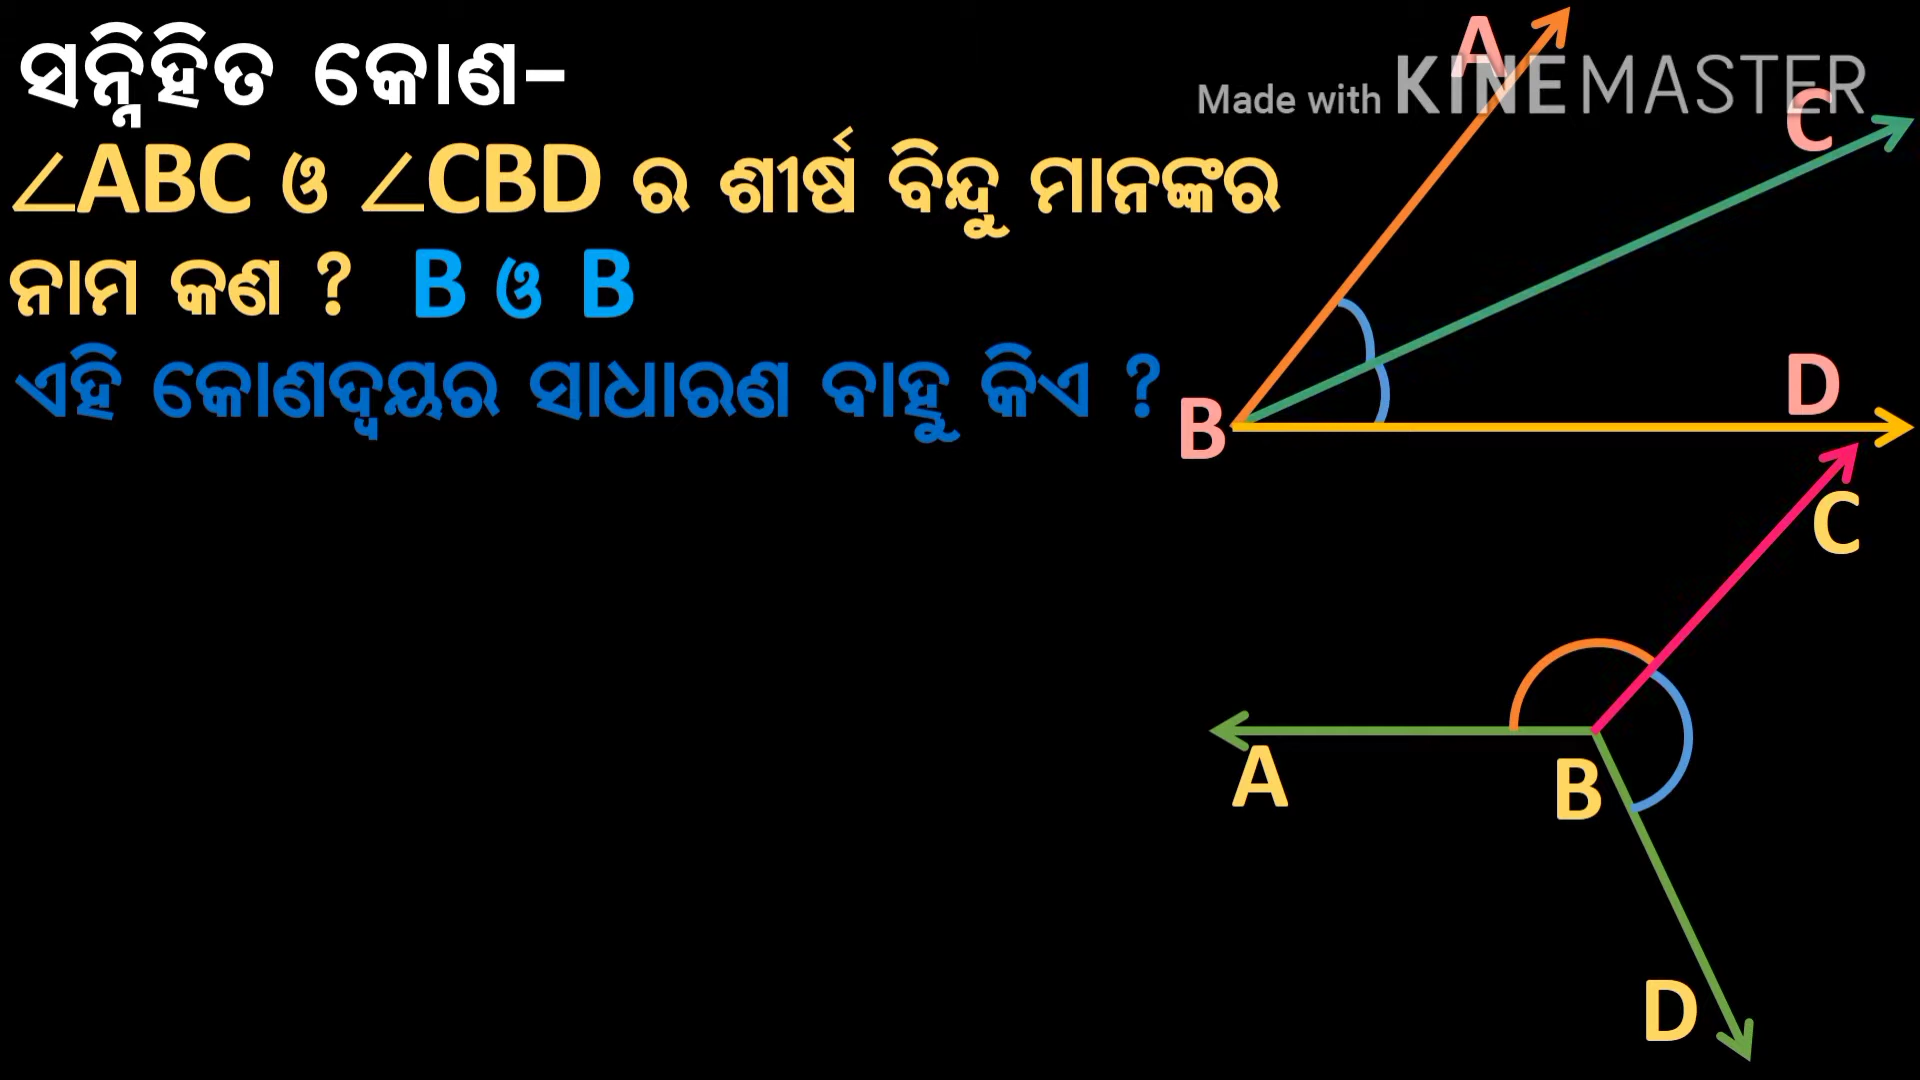 ସନ୍ନିହିତ କୋଣ-
∠ABC ଓ ∠CBD ର ଶୀର୍ଷ ବିନ୍ଦୁ ମାନଙ୍କର
ନାମ କଣ ? B ଓ B
ଏହି କୋଣଦ୍ୱୟର ସାଧାରଣ ବାହୁ କିଏ ?
Made with KINEMASTER
A
C
D
B
C
A
B
D